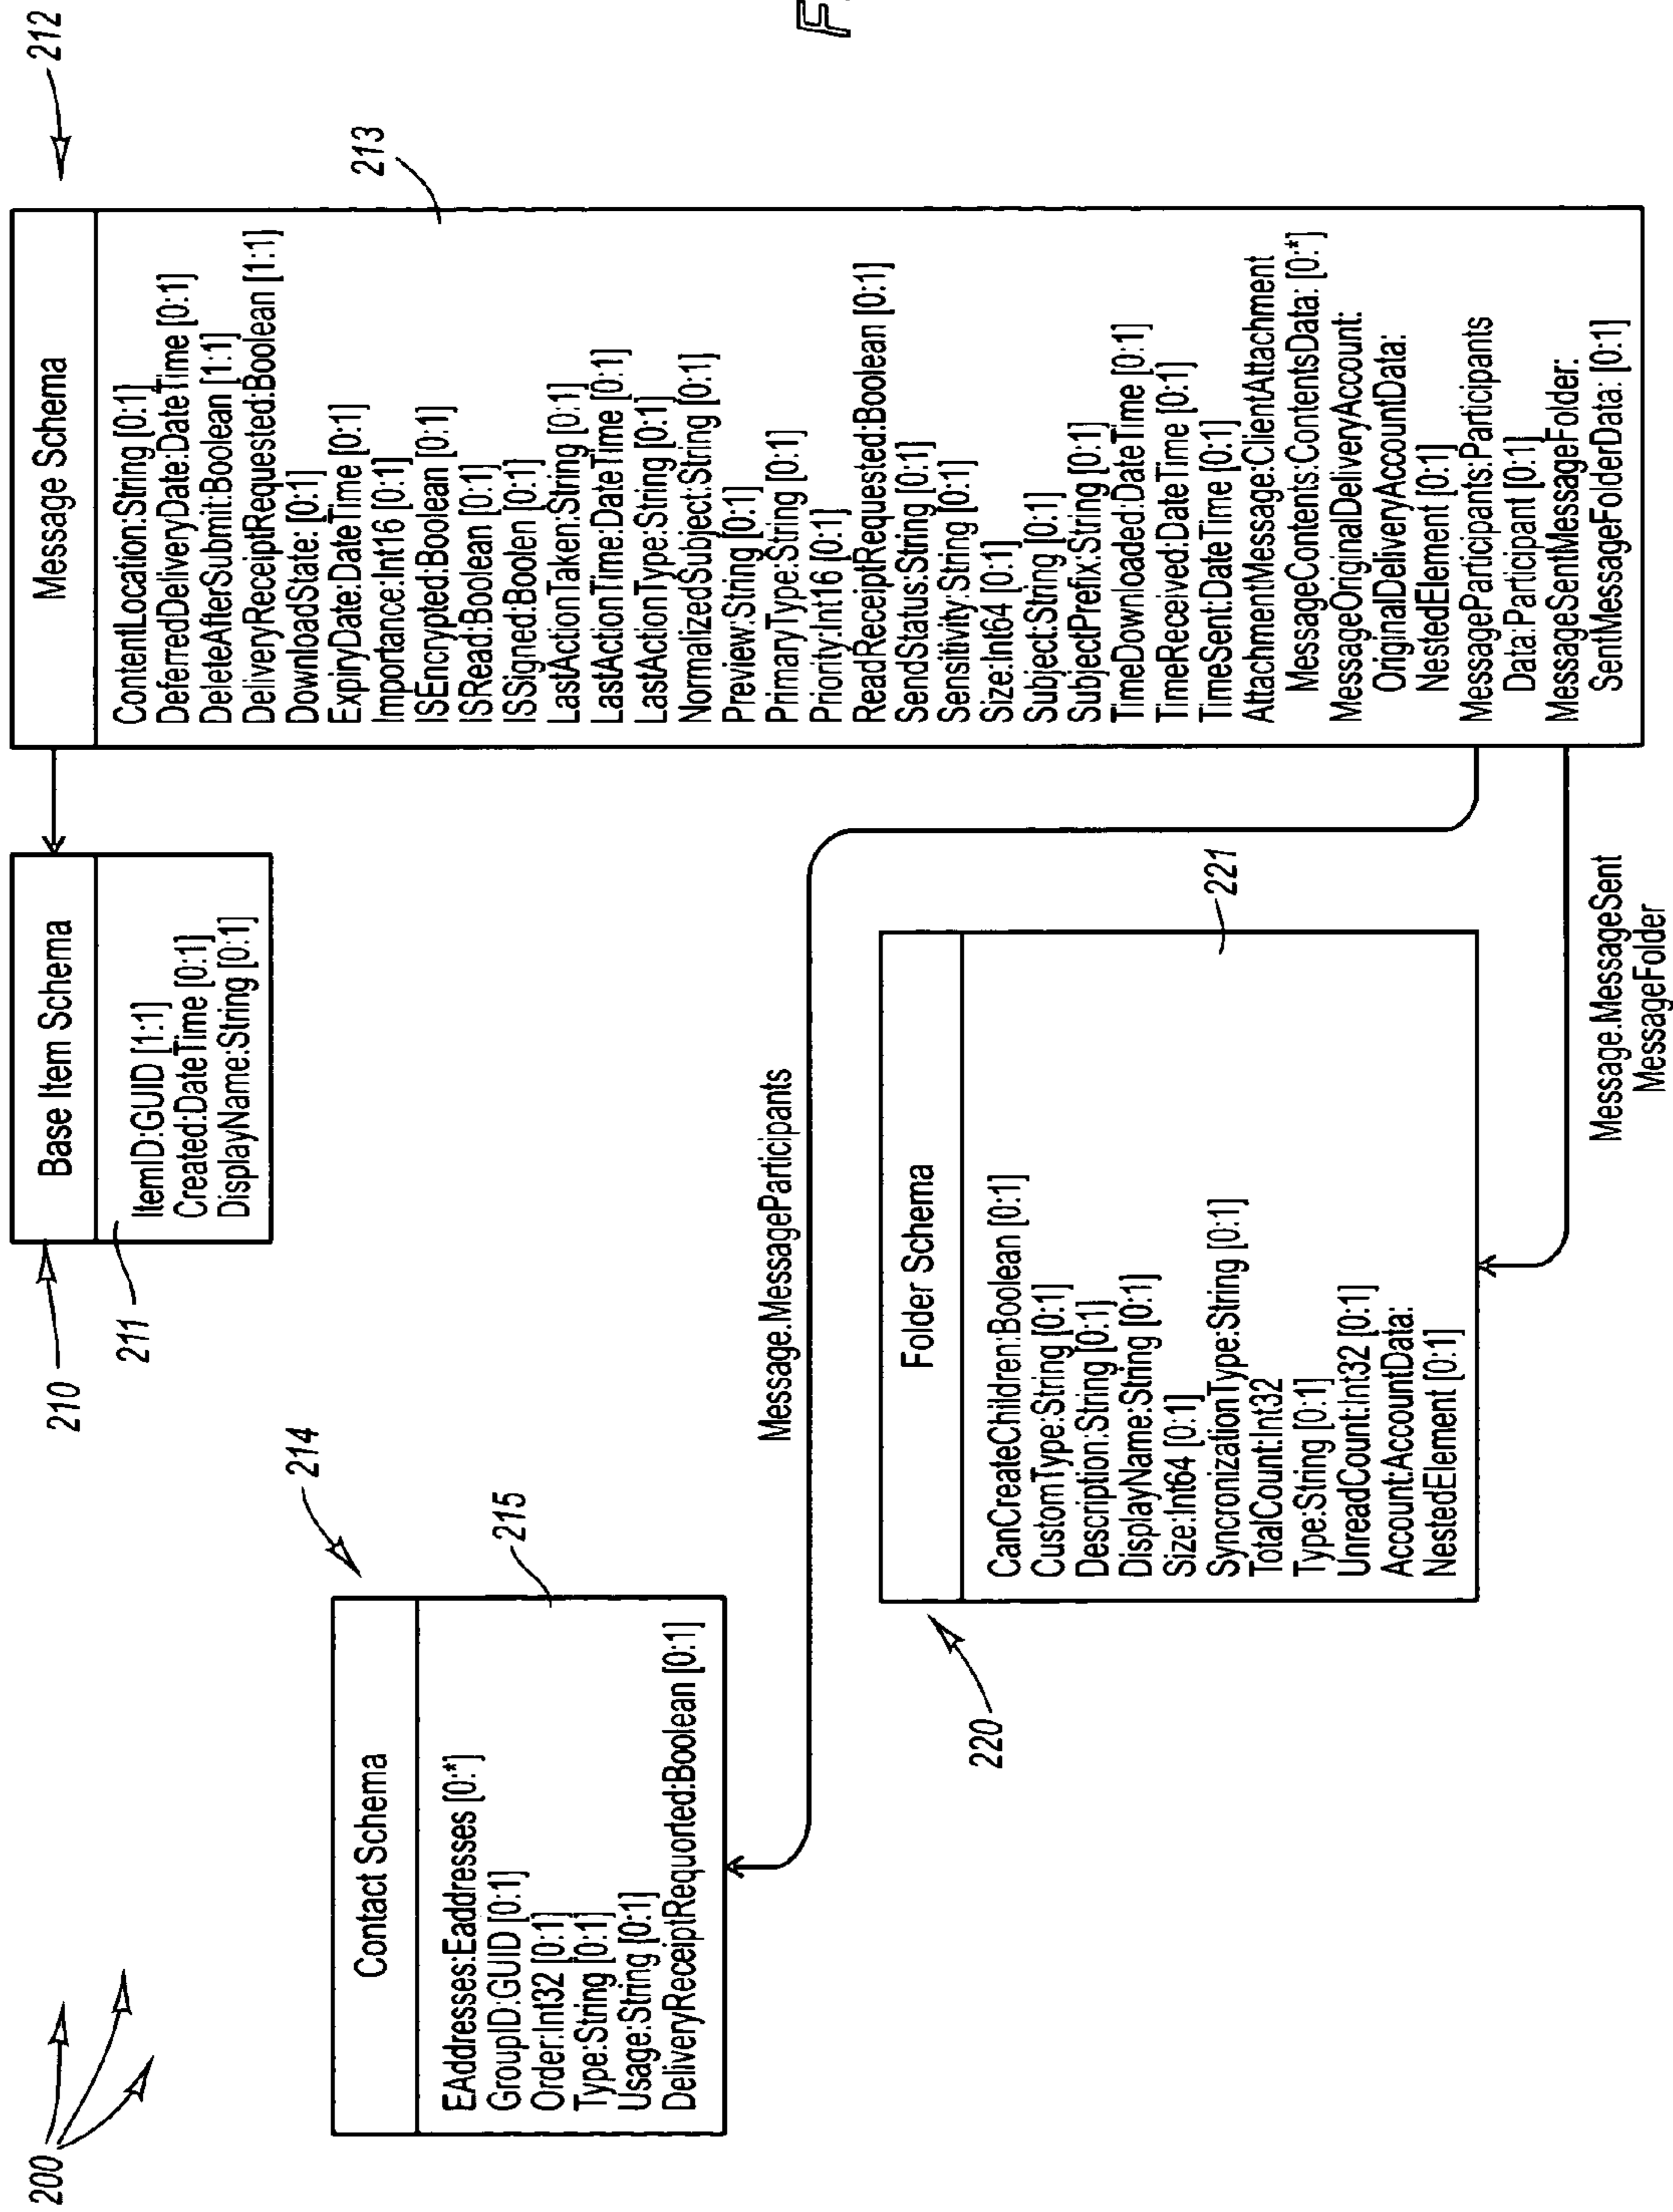 200
210
Base Item Schema
211
ItemID:GUID [1:1]
Created:DateTime [0:1]
DisplayName:String [0:1]
212
Message Schema
213
ContentLocation:String [0:1]
DeferredDeliveryDate:DateTime [0:1]
DeleteAfterSubmit:Boolean [1:1]
DeliveryReceiptRequested:Boolean [1:1]
DownloadState: [0:1]
ExpiryDate:DateTime [0:1]
Importance:Int16 [0:1]
ISEncrypted:Boolean [0:1]
ISRead:Boolean [0:1]
ISSigned:Boolen [0:1]
LastActionTaken:String [0:1]
LastActionTime:DateTime [0:1]
LastActionType:String [0:1]
NormalizedSubject:String [0:1]
Preview:String [0:1]
PrimaryType:String [0:1]
Priority:Int16 [0:1]
ReadReceiptRequested:Boolean [0:1]
SendStatus:String [0:1]
Sensitivity:String [0:1]
Size:Int64 [0:1]
Subject:String [0:1]
SubjectPrefix:String [0:1]
TimeDownloaded:DateTime [0:1]
TimeReceived:DateTime [0:1]
TimeSent:DateTime [0:1]
AttachmentMessage:ClientAttachment
MessageContents:ContentsData: [0:*]
MessageOriginalDeliveryAccount:
OriginalDeliveryAccountData:
NestedElement [0:1]
MessageParticipants:Participants
Data:Participant [0:1]
MessageSentMessageFolder:
SentMessageFolderData: [0:1]
214
Contact Schema
215
EAddresses:Eaddresses [0:*]
GroupID:GUID [0:1]
Order:Int32 [0:1]
Type:String [0:1]
Usage:String [0:1]
DeliveryReceiptRequorted:Boolean [0:1]
Message.MessageParticipants
220
Folder Schema
221
CanCreateChildren:Boolean [0:1]
CustomType:String [0:1]
Description:String [0:1]
DisplayName:String [0:1]
Size:Int64 [0:1]
SyncronizationType:String [0:1]
TotalCount:Int32
Type:String [0:1]
UnreadCount:Int32 [0:1]
Account:AccountData:
NestedElement [0:1]
Message.MessageSent
MessageFolder